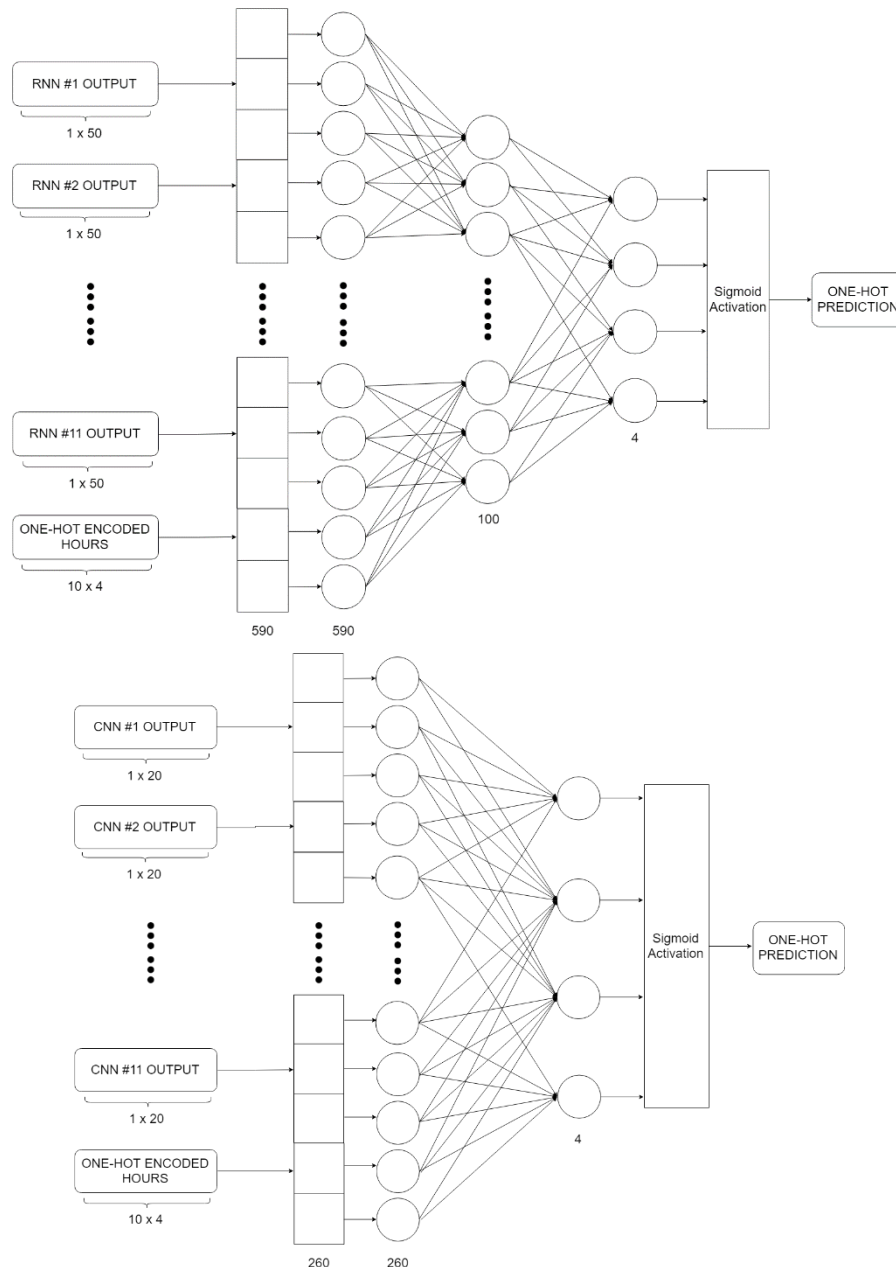 RNN #1 OUTPUT
1 x 50
RNN #2 OUTPUT
1 x 50
RNN #11 OUTPUT
1 x 50
ONE-HOT ENCODED
HOURS
10 x 4
590
590
100
4
Sigmoid
Activation
ONE-HOT
PREDICTION
CNN #1 OUTPUT
1 x 20
CNN #2 OUTPUT
1 x 20
CNN #11 OUTPUT
1 x 20
ONE-HOT ENCODED
HOURS
10 x 4
260
260
4
Sigmoid
Activation
ONE-HOT
PREDICTION